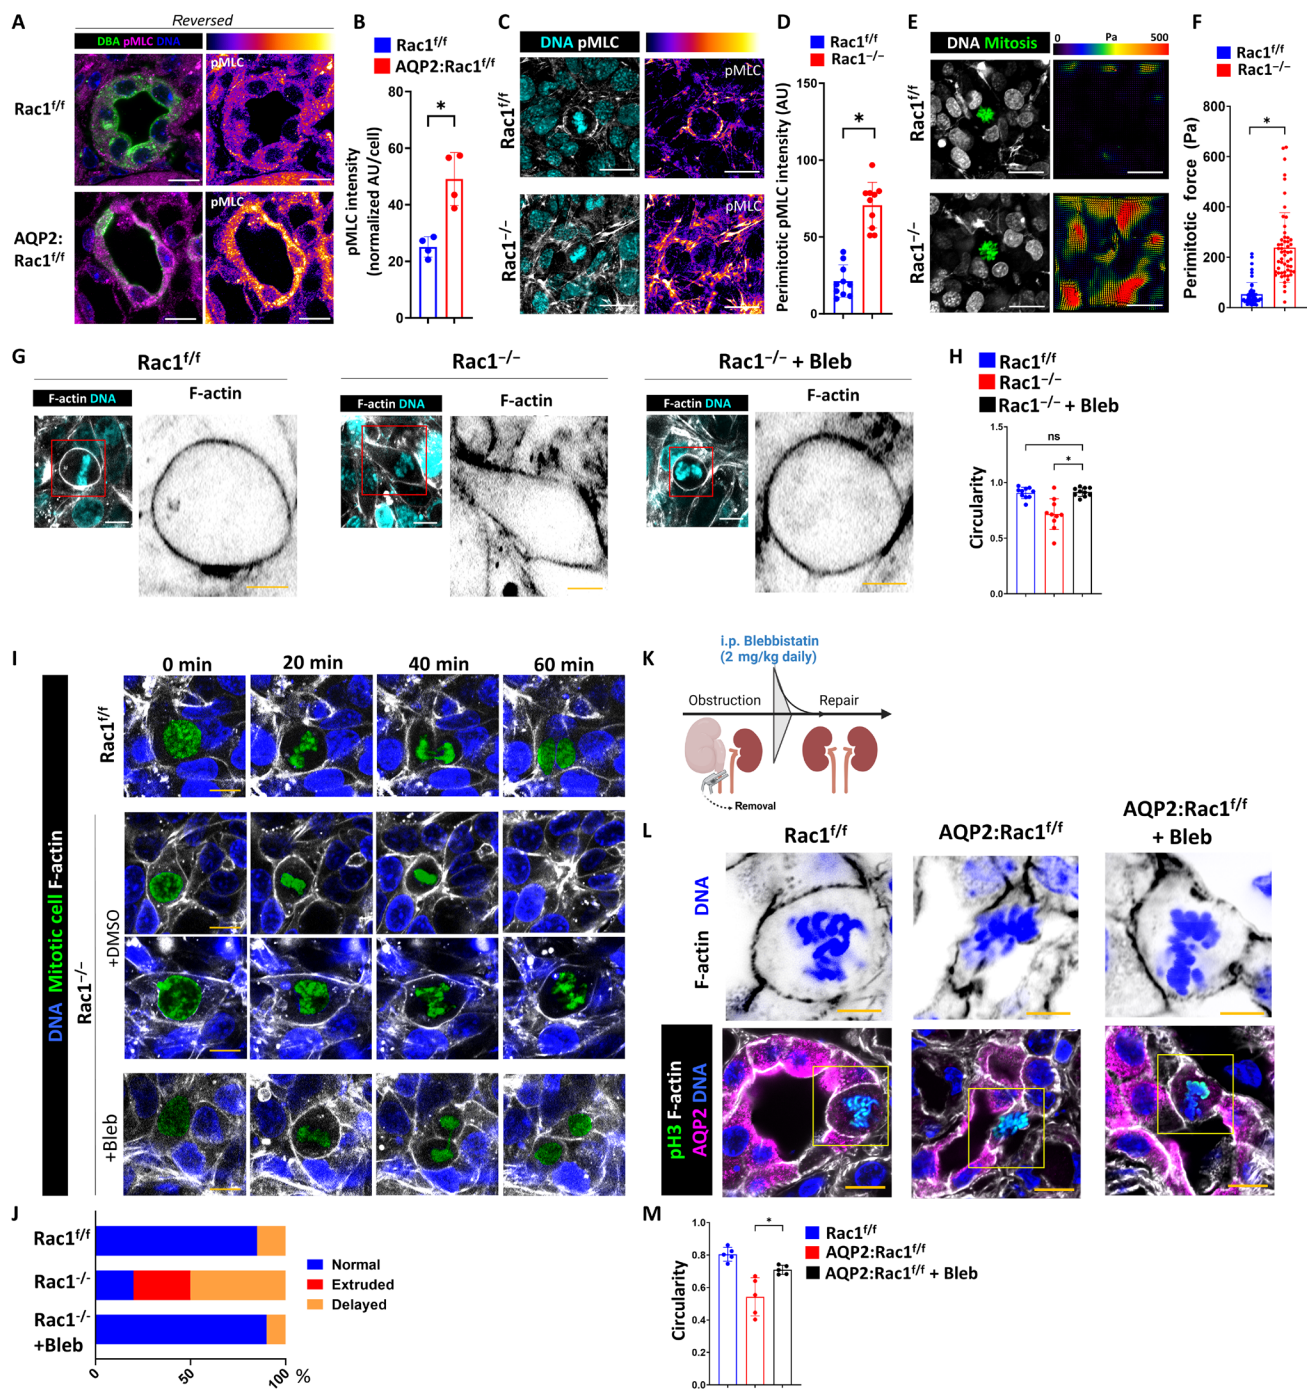 A
Reversed
DBA pMLC DNA
pMLC
Rac1f/f
pMLC
AQP2:
Rac1f/f
B
Rac1f/f
AQP2:Rac1f/f
*
pMLC intensity
(normalized AU/cell)
80
60
40
20
0
C
DNA pMLC
pMLC
Rac1f/f
pMLC
Rac1−/−
D
Rac1f/f
Rac1−/−
*
Perimitotic pMLC intensity (AU)
150
100
50
0
E
DNA Mitosis
0 Pa 500
Rac1f/f
Rac1−/−
F
Rac1f/f
Rac1−/−
*
Perimitotic force (Pa)
800
600
400
200
0
G
Rac1f/f
F-actin DNA
F-actin
Rac1−/−
F-actin DNA
F-actin
Rac1−/− + Bleb
F-actin DNA
F-actin
H
Rac1f/f
Rac1−/−
Rac1−/− + Bleb
ns
*
Circularity
1.5
1.0
0.5
0.0
I
0 min 20 min 40 min 60 min
DNA Mitotic cell F-actin
Rac1f/f
Rac1−/−
+DMSO
+Bleb
J
Rac1f/f
Rac1−/−
Rac1−/−
+Bleb
0 50 100 %
Normal
Extruded
Delayed
K
i.p. Blebbistatin
(2 mg/kg daily)
Obstruction Repair
Removal
L
Rac1f/f
AQP2:Rac1f/f
AQP2:Rac1f/f
+ Bleb
F-actin DNA
pH3 F-actin
AQP2 DNA
M
*
Circularity
1.0
0.8
0.6
0.4
0.2
0.0
Rac1f/f
AQP2:Rac1f/f
AQP2:Rac1f/f + Bleb